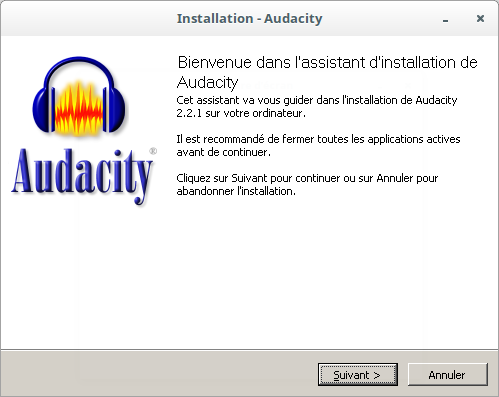 Installation - Audacity
Bienvenue dans l'assistant d'installation de
Audacity
Cet assistant va vous guider dans l'installation de Audacity
2.2.1 sur votre ordinateur.
Il est recommandé de fermer toutes les applications actives
avant de continuer.
Cliquez sur Suivant pour continuer ou sur Annuler pour
abandonner l'installation.
Audacity®
Suivant >
Annuler